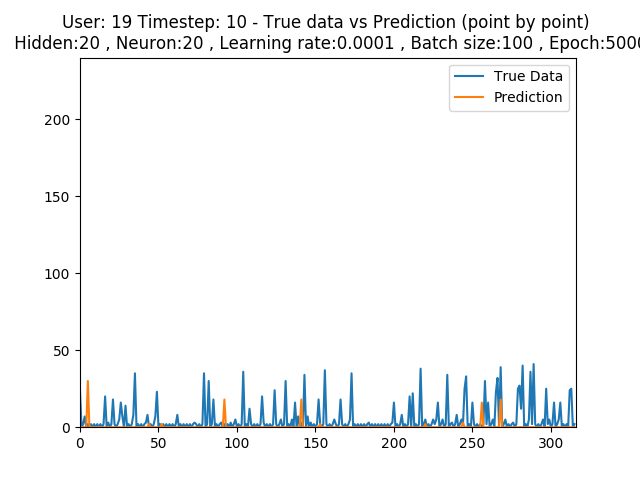 User: 19 Timestep: 10 - True data vs Prediction (point by point)
Hidden:20 , Neuron:20 , Learning rate:0.0001 , Batch size:100 , Epoch:5000
True Data
Prediction
200
150
100
50
0
0 50 100 150 200 250 300